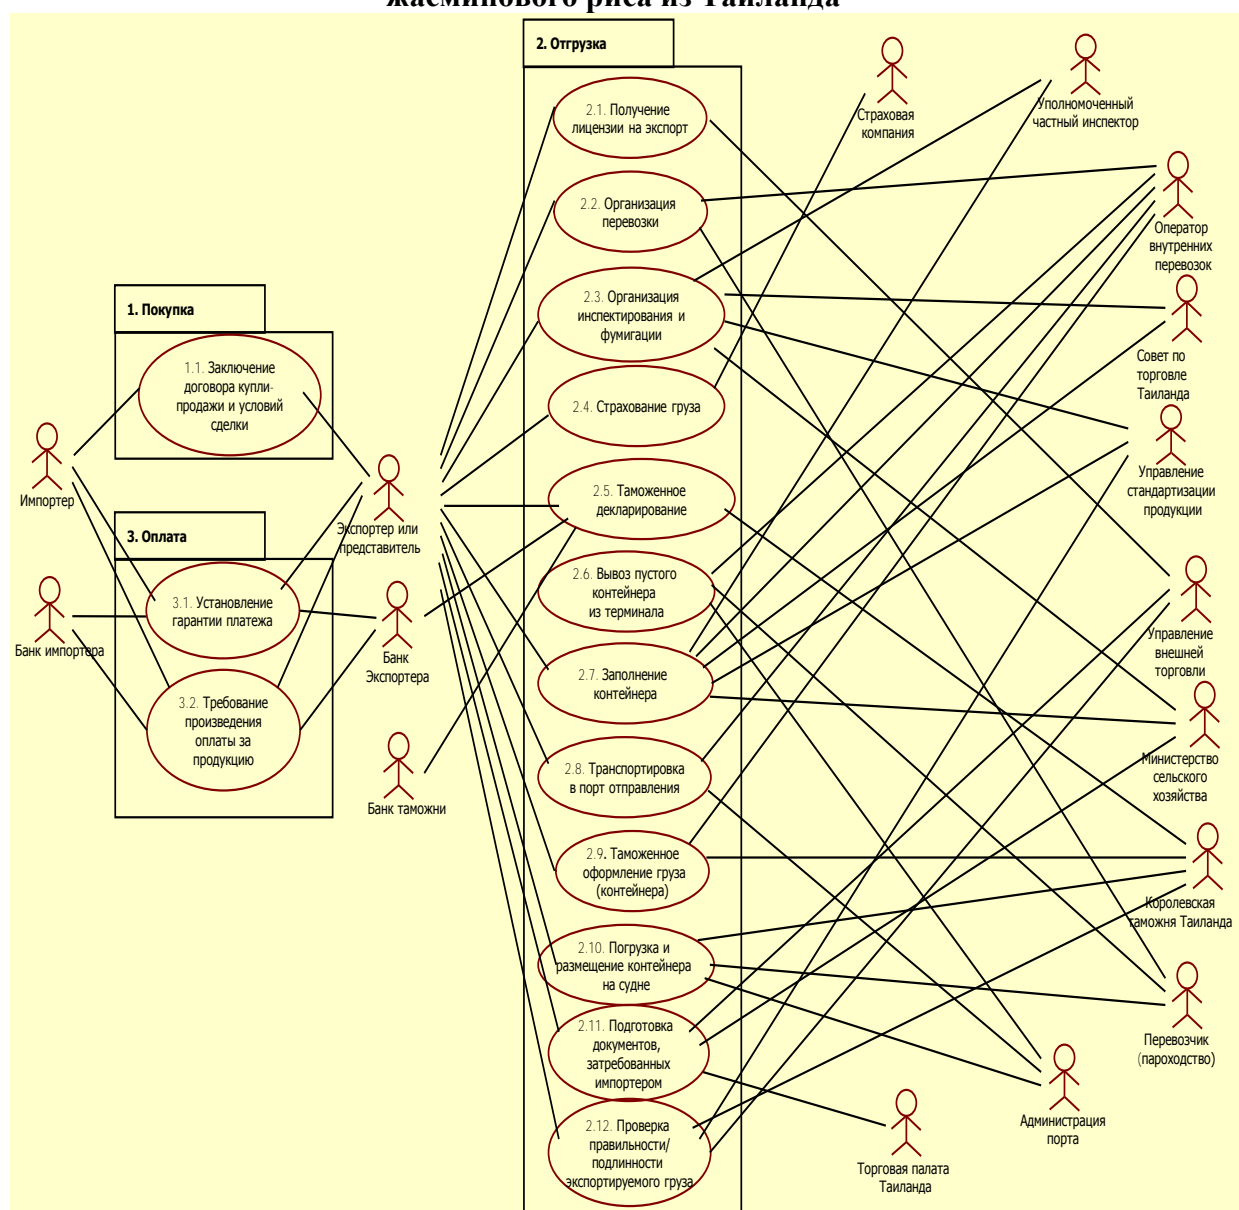 жасминового риса из Таиланда
2. Отгрузка
2.1. Получение
лицензии на экспорт
Страховая
компания
Уполномоченный
частный инспектор
2.2. Организация
перевозки
Оператор
внутренних
перевозок
1. Покупка
1.1. Заключение
договора купли-
продажи и условий
сделки
2.3. Организация
инспектирования и
фумигации
Совет по
торговле
Таиланда
2.4. Страхование груза
Импортер
Экспортер или
представитель
2.5. Таможенное
декларирование
Управление
стандартизации
продукции
3. Оплата
3.1. Установление
гарантии платежа
Банк импортера
Банк
Экспортера
2.6. Вывоз пустого
контейнера
из терминала
Управление
внешней
торговли
3.2. Требование
произведения
оплаты за
продукцию
2.7. Заполнение
контейнера
Банк таможни
2.8. Транспортировка
в порт отправления
Министерство
сельского
хозяйства
2.9. Таможенное
оформление груза
(контейнера)
Королевская
таможня Таиланда
2.10. Погрузка и
размещение контейнера
на судне
Перевозчик
(пароходство)
2.11. Подготовка
документов,
затребованных
импортером
Администрация
порта
2.12. Проверка
правильности/
подлинности
экспортируемого груза
Торговая палата
Таиланда